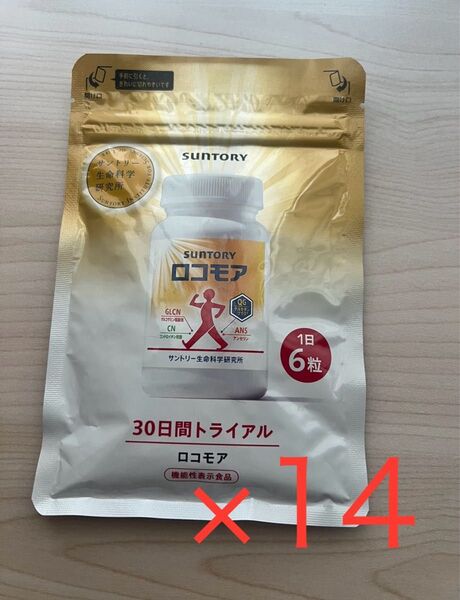 手前に引くと、
きれいに切れやすいです
開け口
開け口
SUNTORY
サントリー
生命科学
研究所
SUNTORY
ロコモア
GLCN
グルコサミン塩酸塩
CN
コンドロイチン硫酸
QG
ANS
アンセリン
サントリー生命科学研究所
1日
6粒
30日間トライアル
ロコモア
機能性表示食品
×14